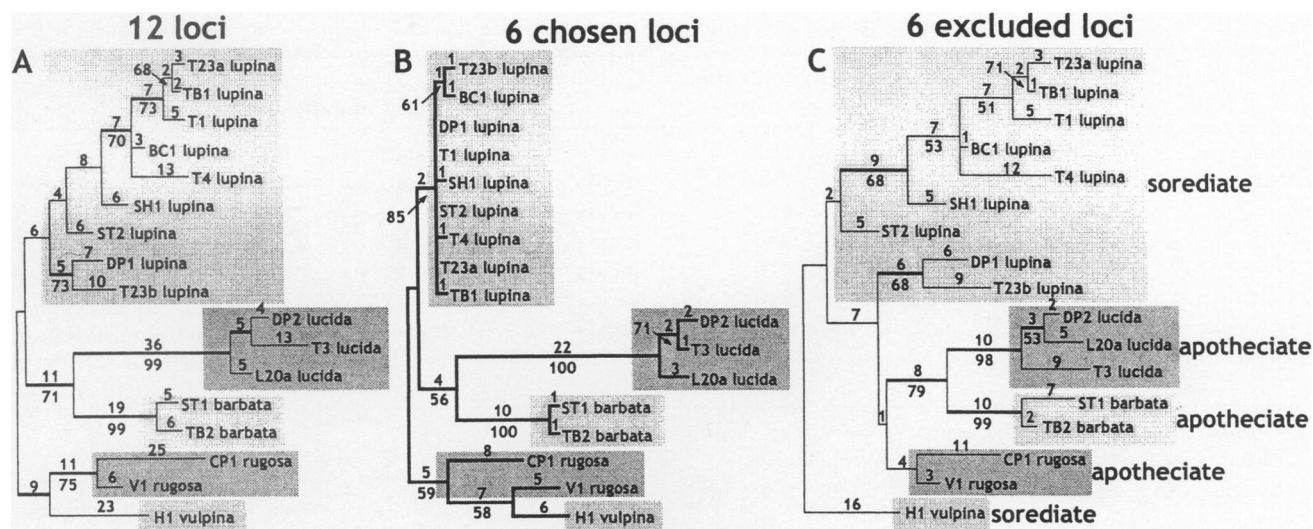 12 loci
6 chosen loci
6 excluded loci
A
3
T23a lupina
68
2
2
TB1 lupina
7
73
5
T1 lupina
7
70
3
BC1 lupina
13
T4 lupina
8
6
SH1 lupina
4
6
ST2 lupina
6
7
DP1 lupina
5
73
10
T23b lupina
4
DP2 lucida
5
13
T3 lucida
36
99
5
L20a lucida
11
71
5
ST1 barbata
19
99
6
TB2 barbata
25
CP1 rugosa
11
75
6
V1 rugosa
9
23
H1 vulpina
B
1
T23b lupina
1
1
BC1 lupina
61
DP1 lupina
T1 lupina
1
SH1 lupina
2
85
ST2 lupina
1
T4 lupina
T23a lupina
1
TB1 lupina
2
DP2 lucida
71
2
1
T3 lucida
22
100
3
L20a lucida
4
56
1
ST1 barbata
10
100
1
TB2 barbata
8
CP1 rugosa
5
59
5
V1 rugosa
7
58
6
H1 vulpina
C
3
T23a lupina
71
2
1
TB1 lupina
7
51
5
T1 lupina
7
53
1
BC1 lupina
12
T4 lupina
sorediate
9
68
5
SH1 lupina
2
5
ST2 lupina
6
DP1 lupina
6
68
9
T23b lupina
7
2
DP2 lucida
3
53
5
L20a lucida
apotheciate
10
98
9
T3 lucida
8
79
7
ST1 barbata
10
99
2
TB2 barbata
apotheciate
1
11
CP1 rugosa
4
3
V1 rugosa
apotheciate
16
H1 vulpina
sorediate